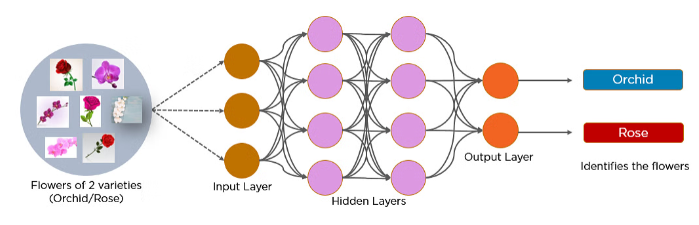 Flowers of 2 varieties
(Orchid/Rose)
Input Layer
Hidden Layers
Output Layer
Orchid
Rose
Identifies the flowers